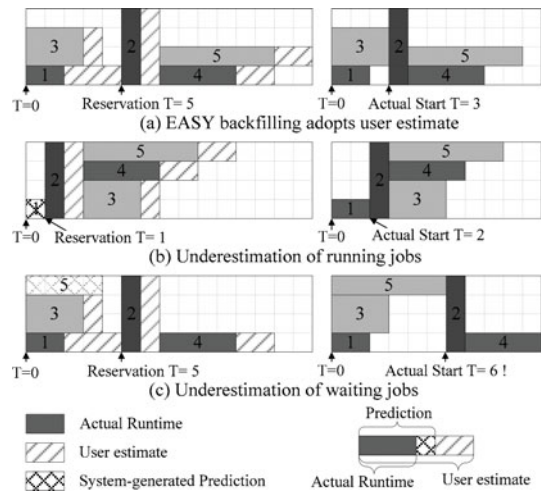 3 1 2 5 4
3 1 2 5 4
T=0 Reservation T= 5 T=0 Actual Start T= 3
(a) EASY backfilling adopts user estimate
1 2 5 4 3
1 2 5 4 3
T=0 Reservation T= 1 T=0 Actual Start T= 2
(b) Underestimation of running jobs
5 3 1 2 4
5 3 1 2 4
T=0 Reservation T= 5 T=0 Actual Start T= 6 !
(c) Underestimation of waiting jobs
Actual Runtime
User estimate
System-generated Prediction
Prediction
Actual Runtime User estimate